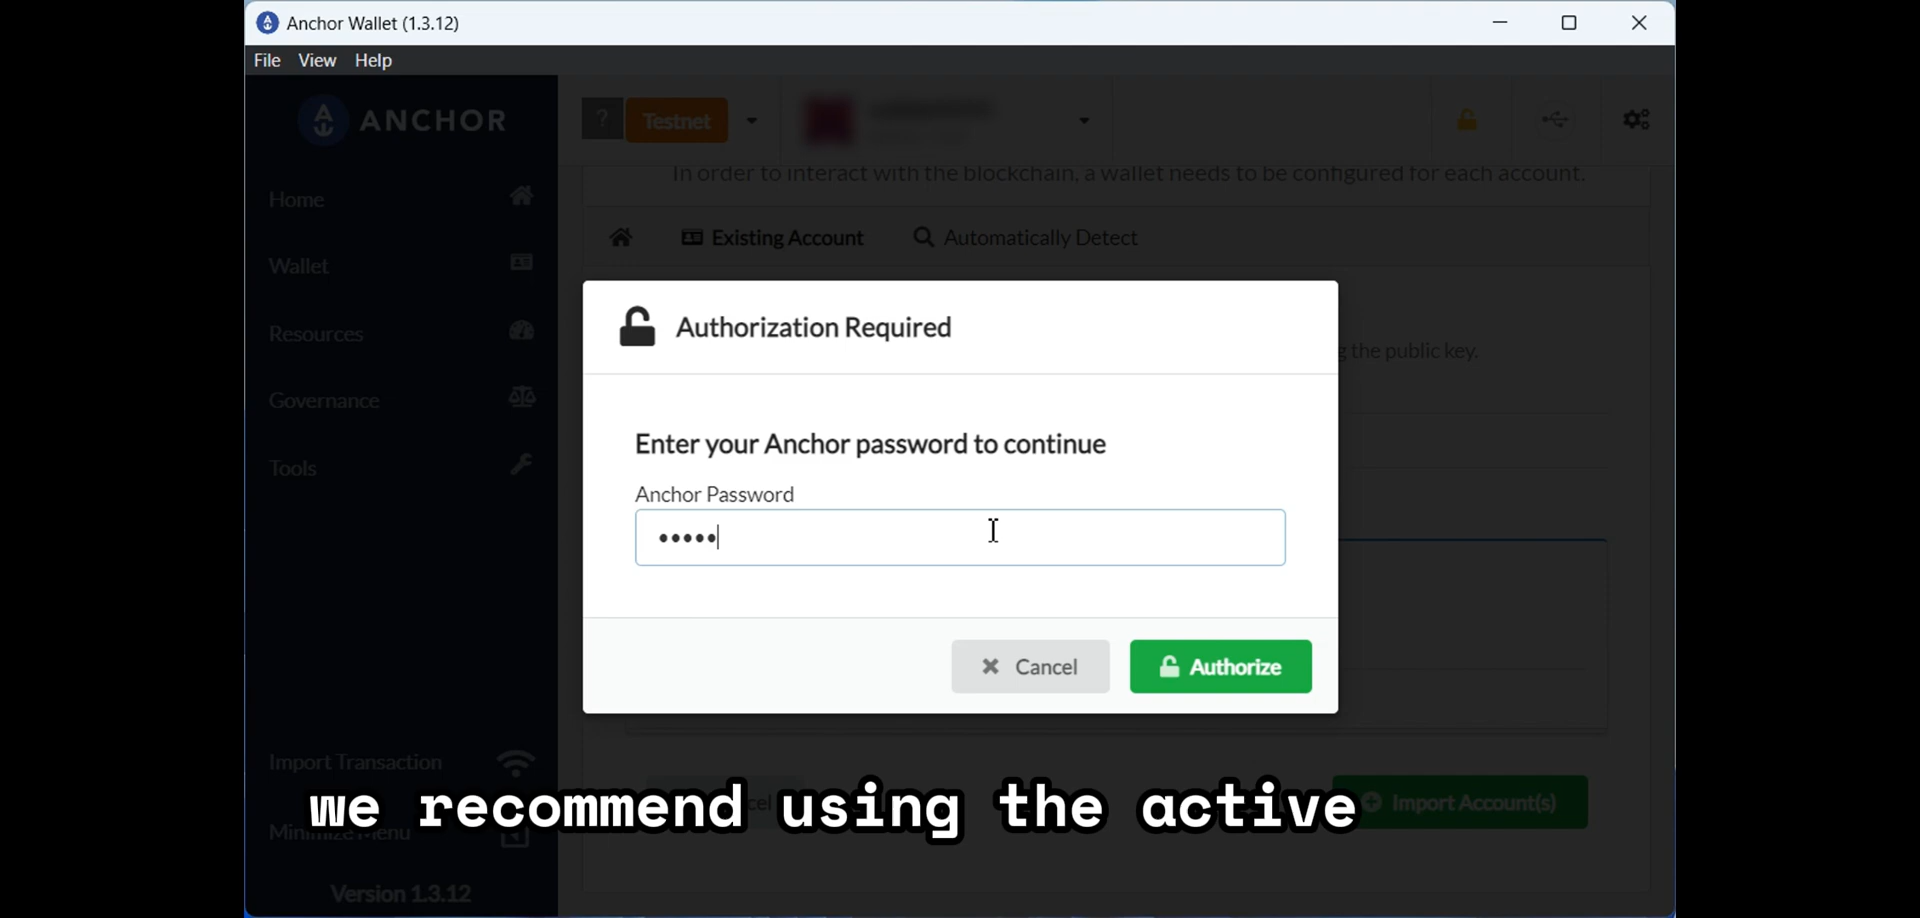 Anchor Wallet (1.3.12)
File View Help
ANCHOR
? Testnet
In order to interact with the blockchain, a wallet needs to be configured for each account.
Home
Existing Account Automatically Detect
Wallet
Authorization Required
Resources
the public key.
Governance
Enter your Anchor password to continue
Tools
Anchor Password
•••••
Cancel Authorize
Import Transaction
we recommend using the active
Import Account(s)
Minimize Menu
Version 1.3.12